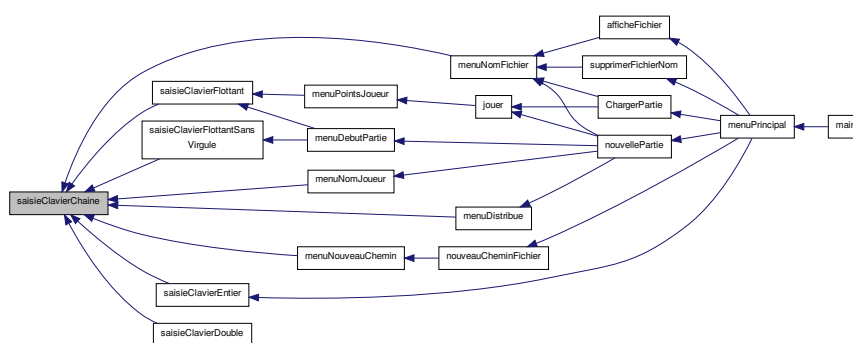 afficheFichier
menuNomFichier
supprimerFichierNom
saisieClavierFlottant
menuPointsJoueur
jouer
ChargerPartie
menuPrincipal
main
saisieClavierFlottantSans
Virgule
menuDebutPartie
nouvellePartie
menuNomJoueur
saisieClavierChaine
menuDistribue
menuNouveauChemin
nouveauCheminFichier
saisieClavierEntier
saisieClavierDouble